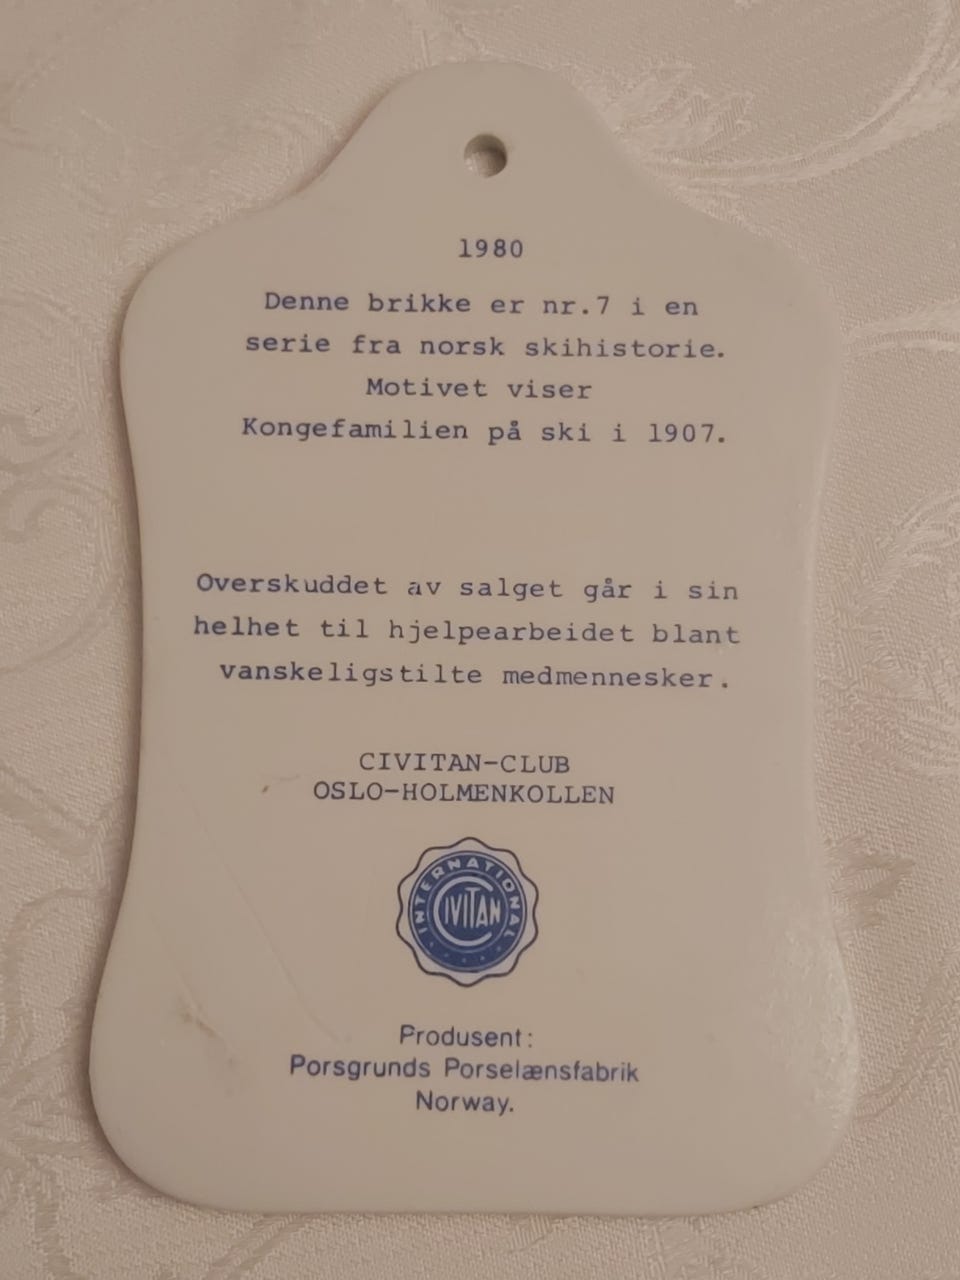 1980
Denne brikke er nr.7 i en
serie fra norsk skihistorie.
Motivet viser
Kongefamilien på ski i 1907.
Overskuddet av salget går i sin
helhet til hjelpearbeidet blant
vanskeligstilte medmennesker.
CIVITAN-CLUB
OSLO-HOLMENKOLLEN
INTERNATIONAL
CIVITAN
Produsent:
Porsgrunds Porselænsfabrik
Norway.